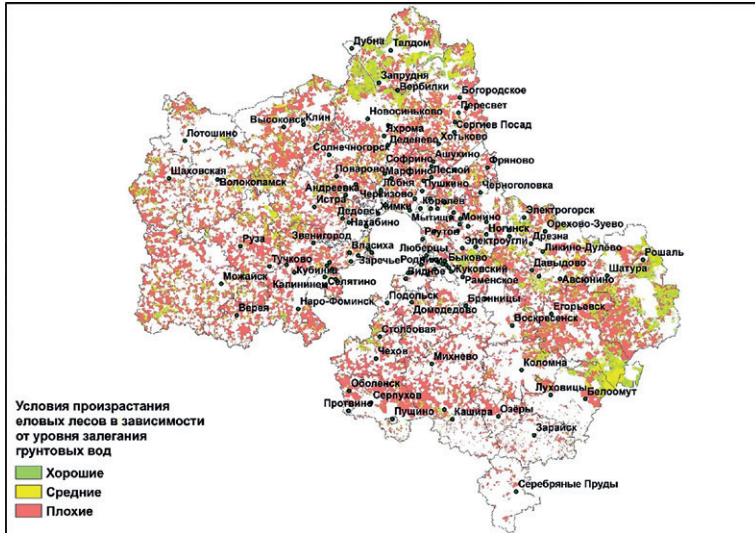 Дубна
Талдом
Запрудня
Вербилки
Богородское
Пересвет
Новосиньково
Клин
Высоковск
Сергиев Посад
Лотошино
Яхрома
Хотьково
Деденево
Солнечногорск
Ашукино
Софрино
Фряново
Поварово
Марфино
Лесной
Шаховская
Волокопамск
Андреевка
Лобня
Пушкино
Черноголовка
Истра
Черкизово
Королёв
Дедовск
Химки
Мытищи
Монино
Электрогорск
Нахабино
Ногинск
Орехово-Зуево
Звенигород
Реутов
Дрезна
Руза
Власиха
Люберцы
Электроугли
Ликино-Дулёво
Заречье
Быково
Рошаль
Тучково
Кубинка
Видное
Жуковский
Давыдово
Шатура
Можайск
Калининец
Селятино
Раменское
Авсюнино
Наро-Фоминск
Подольск
Бронницы
Егорьевск
Верея
Домодедово
Воскресенск
Столбовая
Чехов
Михнево
Коломна
Оболенск
Луховицы
Белоомут
Серпухов
Протвино
Пущино
Кашира
Озёры
Зарайск
Серебряные Пруды
Условия произрастания
еловых лесов в зависимости
от уровня залегания
грунтовых вод
Хорошие
Средние
Плохие